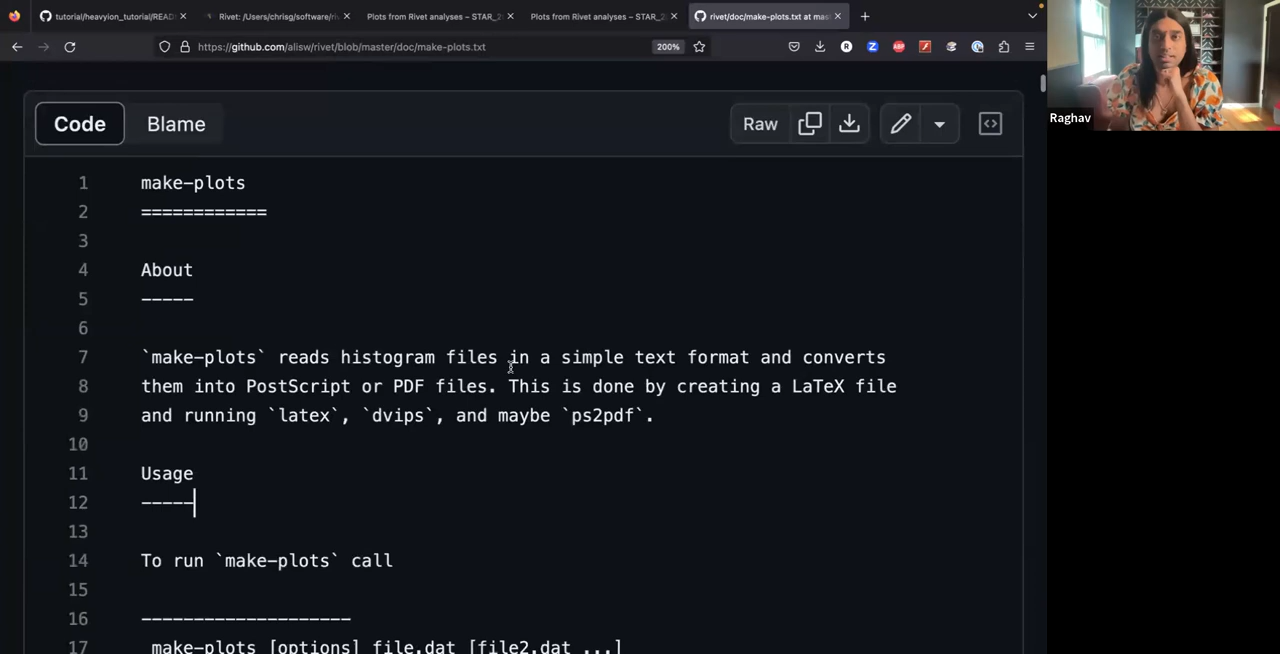 tutorial/heavyion_tutorial/READ
Rivet: /Users/chrisg/software/ri
Plots from Rivet analyses – STAR_2
Plots from Rivet analyses – STAR_2
rivet/doc/make-plots.txt at mas
https://github.com/alisw/rivet/blob/master/doc/make-plots.txt
200%
Raghav
Code
Blame
Raw
1 make-plots
2 ============
3
4 About
5 -----
6
7 `make-plots` reads histogram files in a simple text format and converts
8 them into PostScript or PDF files. This is done by creating a LaTeX file
9 and running `latex`, `dvips`, and maybe `ps2pdf`.
10
11 Usage
12 -----
13
14 To run `make-plots` call
15
16 --------------------
17 make-plots [options] file.dat [file2.dat ...]